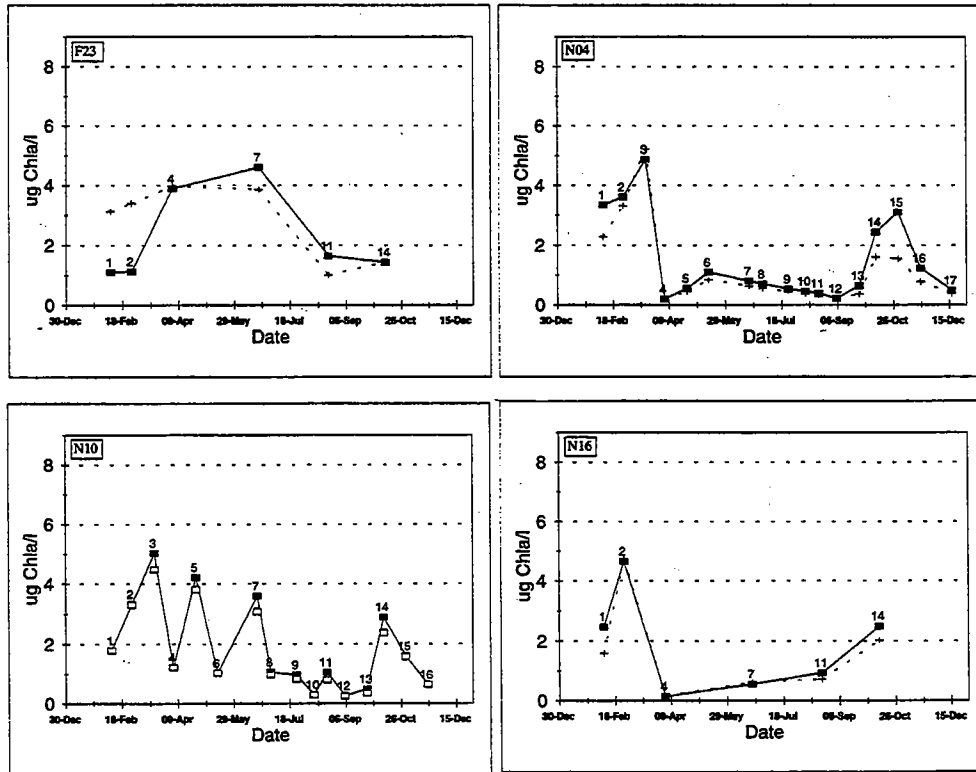 F23
ug Chla/l
8
6
4
2
0
1 2 4 7 11 14
30-Dec 18-Feb 09-Apr 29-May 18-Jul 06-Sep 26-Oct 15-Dec
Date
N04
ug Chla/l
8
6
4
2
0
1 2 3 4 5 6 7 8 9 10 11 12 13 14 15 16 17
30-Dec 18-Feb 09-Apr 29-May 18-Jul 06-Sep 26-Oct 15-Dec
Date
N10
ug Chla/l
8
6
4
2
0
1 2 3 4 5 6 7 8 9 10 11 12 13 14 15 16
30-Dec 18-Feb 09-Apr 29-May 18-Jul 06-Sep 26-Oct 15-Dec
Date
N16
ug Chla/l
8
6
4
2
0
1 2 4 7 11 14
30-Dec 18-Feb 09-Apr 29-May 18-Jul 06-Sep 26-Oct 15-Dec
Date